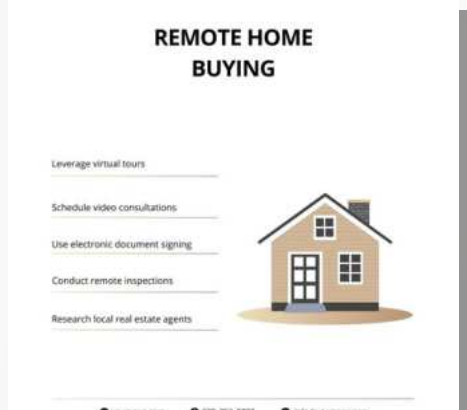 REMOTE HOME
BUYING
Leverage virtual tours
Schedule video consultations
Use electronic document signing
Conduct remote inspections
Research local real estate agents